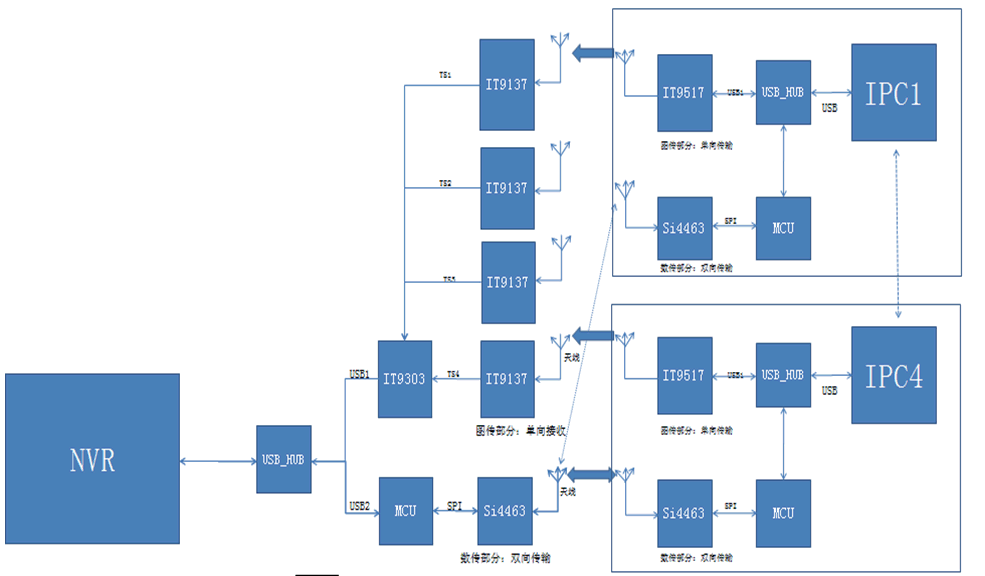 TS1
IT9137
IT9517
USB1
USB_HUB
USB
IPC1
图传部分：单向传输
TS2
IT9137
Si4463
SPI
MCU
数传部分：双向传输
TS3
IT9137
USB1
IT9303
TS4
IT9137
天线
图传部分：单向接收
IT9517
USB1
USB_HUB
USB
IPC4
图传部分：单向传输
NVR
USB_HUB
USB2
MCU
SPI
Si4463
天线
数传部分：双向传输
Si4463
SPI
MCU
数传部分：双向传输